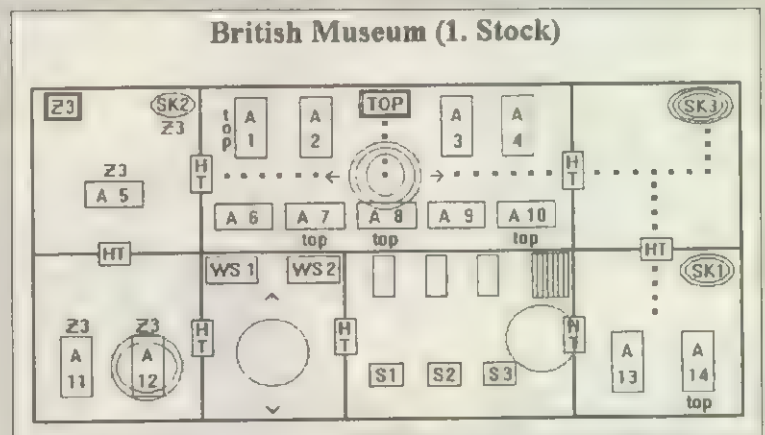 British Museum (1. Stock)
Z3
SK2
Z3
top
A 1
A 2
TOP
A 3
A 4
SK3
Z3
A 5
HT
HT
A 6
A 7
A 8
A 9
A 10
top
top
top
HT
HT
WS 1
WS 2
SK1
Z3
Z3
A 11
A 12
HT
HT
S1
S2
S3
HT
A 13
A 14
top